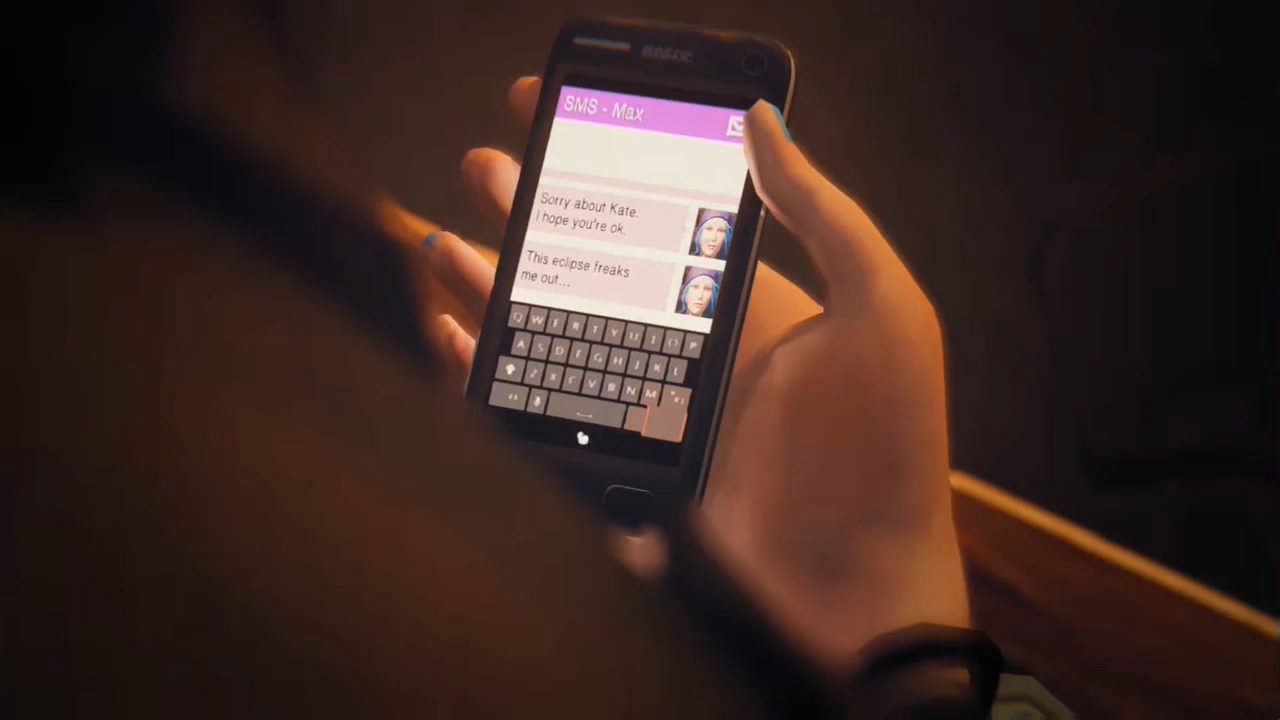 SMS - Max
Sorry about Kate.
I hope you're ok.
This eclipse freaks
me out...
Q W E R T Y U I O P
A S D F G H J K L
Z X C V B N M